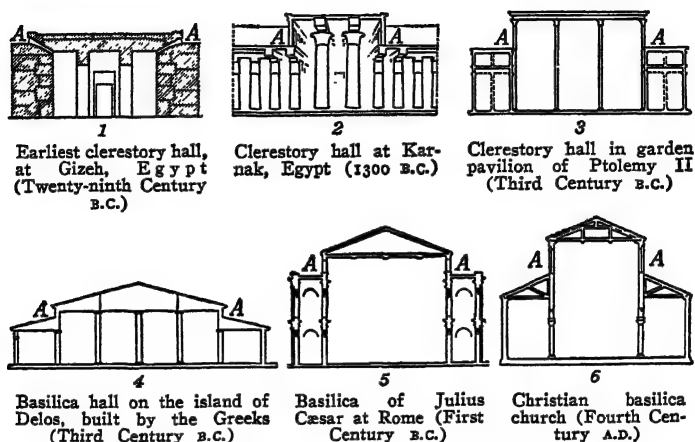 A A
1
Earliest clerestory hall,
at Gizeh, Egypt
(Twenty-ninth Century
B.C.)
A A
2
Clerestory hall at Kar-
nak, Egypt (1300 B.C.)
A A
3
Clerestory hall in garden
pavilion of Ptolemy II
(Third Century B.C.)
A A
4
Basilica hall on the island of
Delos, built by the Greeks
(Third Century B.C.)
A A
5
Basilica of Julius
Cæsar at Rome (First
Century B.C.)
A A
6
Christian basilica
church (Fourth Cen-
tury A.D.)